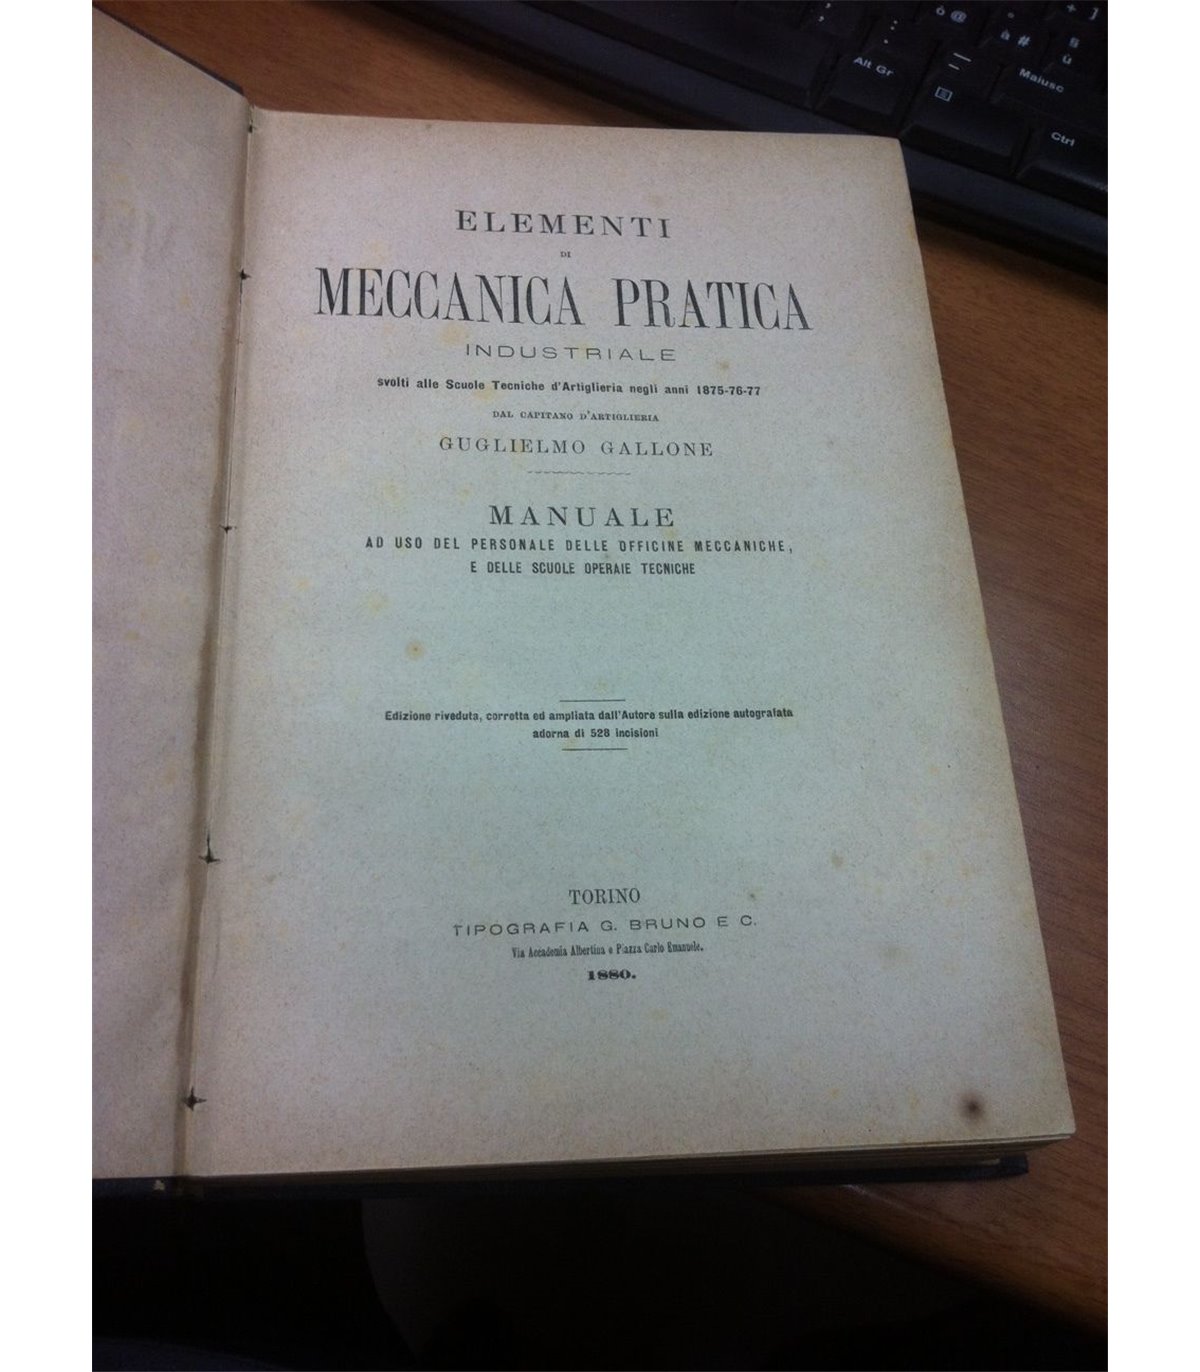 ELEMENTI
DI
MECCANICA PRATICA
INDUSTRIALE
svolti alle Scuole Tecniche d'Artiglieria negli anni 1875-76-77
DAL CAPITANO D'ARTIGLIERIA
GUGLIELMO GALLONE
MANUALE
AD USO DEL PERSONALE DELLE OFFICINE MECCANICHE,
E DELLE SCUOLE OPERAIE TECNICHE
Edizione riveduta, corretta ed ampliata dall'Autore sulla edizione autografata
adorna di 528 incisioni
TORINO
TIPOGRAFIA G. BRUNO E C.
Via Accademia Albertina e Piazza Carlo Emanuele.
1880.
Alt Gr
Maiusc
Ctrl